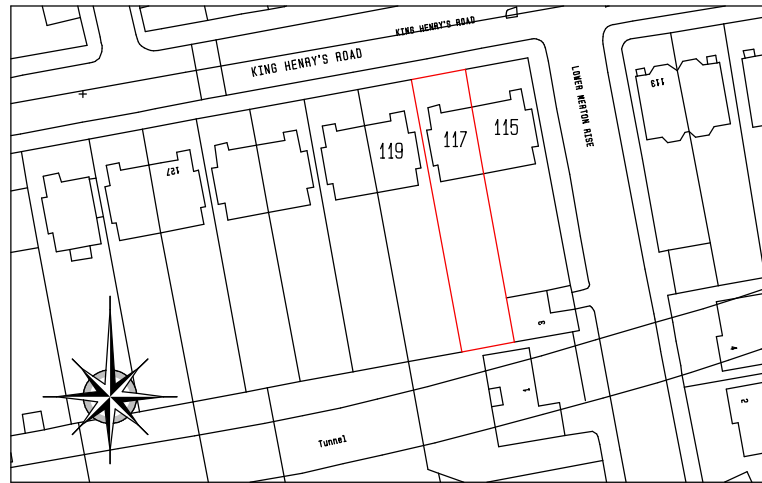 KING HENRY'S ROAD
KING HENRY'S ROAD
LOWER MERTON RISE
113
115
117
119
127
3
4
1
2
Tunnel